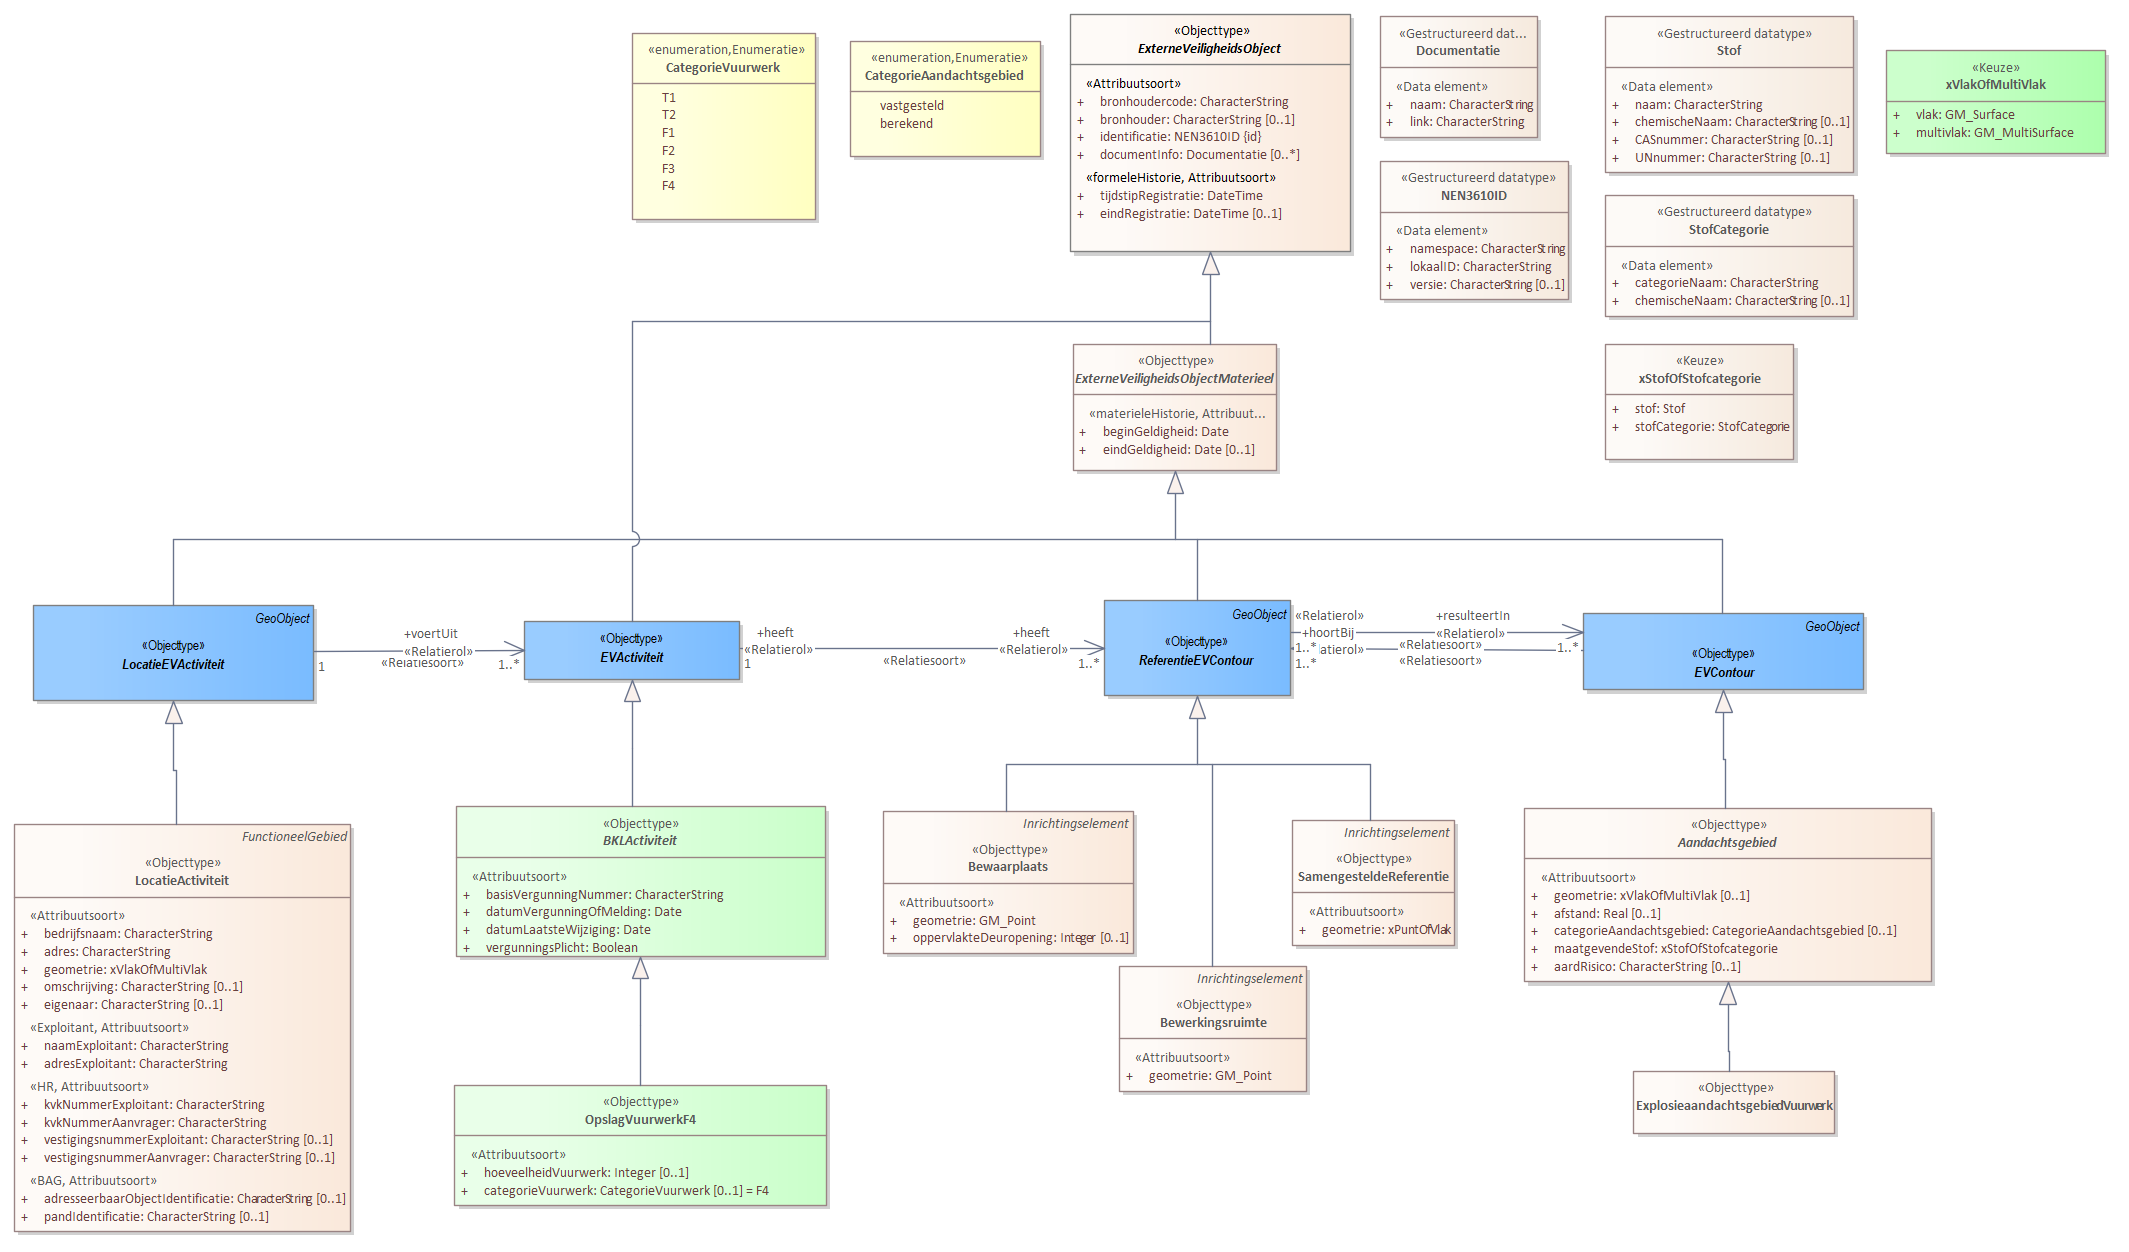 «enumeration,Enumeratie»
CategorieVuurwerk
T1
T2
F1
F2
F3
F4
«enumeration,Enumeratie»
CategorieAandachtsgebied
vastgesteld
berekend
«Objecttype»
ExterneVeiligheidsObject
«Attribuutsoort»
+ bronhoudercode: CharacterString
+ bronhouder: CharacterString [0..1]
+ identificatie: NEN3610ID {id}
+ documentInfo: Documentatie [0..*]
«formeleHistorie, Attribuutsoort»
+ tijdstipRegistratie: DateTime
+ eindRegistratie: DateTime [0..1]
«Gestructureerd dat...
Documentatie
«Data element»
+ naam: CharacterString
+ link: CharacterString
«Gestructureerd datatype»
NEN3610ID
«Data element»
+ namespace: CharacterString
+ lokaalID: CharacterString
+ versie: CharacterString [0..1]
«Gestructureerd datatype»
Stof
«Data element»
+ naam: CharacterString
+ chemischeNaam: CharacterString [0..1]
+ CASnummer: CharacterString [0..1]
+ UNnummer: CharacterString [0..1]
«Gestructureerd datatype»
StofCategorie
«Data element»
+ categorieNaam: CharacterString
+ chemischeNaam: CharacterString [0..1]
«Keuze»
xStofOfStofcategorie
+ stof: Stof
+ stofCategorie: StofCategorie
«Keuze»
xVlakOfMultiVlak
+ vlak: GM_Surface
+ multivlak: GM_MultiSurface
«Objecttype»
ExterneVeiligheidsObjectMaterieel
«materieleHistorie, Attribuut...
+ beginGeldigheid: Date
+ eindGeldigheid: Date [0..1]
GeoObject
«Objecttype»
LocatieEVActiviteit
1
+voertUit
«Relatierol»
«Relatiesoort»
1..*
«Objecttype»
EVActiviteit
+heeft
«Relatierol»
1
«Relatiesoort»
+heeft
«Relatierol»
1..*
GeoObject
«Objecttype»
ReferentieEVContour
«Relatierol»
+hoortBij
1..*
atierol»
1..*
+resulteertIn
«Relatierol»
«Relatiesoort»
«Relatiesoort»
1..*
GeoObject
«Objecttype»
EVContour
FunctioneelGebied
«Objecttype»
LocatieActiviteit
«Attribuutsoort»
+ bedrijfsnaam: CharacterString
+ adres: CharacterString
+ geometrie: xVlakOfMultiVlak
+ omschrijving: CharacterString [0..1]
+ eigenaar: CharacterString [0..1]
«Exploitant, Attribuutsoort»
+ naamExploitant: CharacterString
+ adresExploitant: CharacterString
«HR, Attribuutsoort»
+ kvkNummerExploitant: CharacterString
+ kvkNummerAanvrager: CharacterString
+ vestigingsnummerExploitant: CharacterString [0..1]
+ vestigingsnummerAanvrager: CharacterString [0..1]
«BAG, Attribuutsoort»
+ adresseerbaarObjectIdentificatie: CharacterString [0..1]
+ pandIdentificatie: CharacterString [0..1]
«Objecttype»
BKLActiviteit
«Attribuutsoort»
+ basisVergunningNummer: CharacterString
+ datumVergunningOfMelding: Date
+ datumLaatsteWijziging: Date
+ vergunningsPlicht: Boolean
«Objecttype»
OpslagVuurwerkF4
«Attribuutsoort»
+ hoeveelheidVuurwerk: Integer [0..1]
+ categorieVuurwerk: CategorieVuurwerk [0..1] = F4
Inrichtingselement
«Objecttype»
Bewaarplaats
«Attribuutsoort»
+ geometrie: GM_Point
+ oppervlakteDeuropening: Integer [0..1]
Inrichtingselement
«Objecttype»
Bewerkingsruimte
«Attribuutsoort»
+ geometrie: GM_Point
Inrichtingselement
«Objecttype»
SamengesteldeReferentie
«Attribuutsoort»
+ geometrie: xPuntOfVlak
«Objecttype»
Aandachtsgebied
«Attribuutsoort»
+ geometrie: xVlakOfMultiVlak [0..1]
+ afstand: Real [0..1]
+ categorieAandachtsgebied: CategorieAandachtsgebied [0..1]
+ maatgevendeStof: xStofOfStofcategorie
+ aardRisico: CharacterString [0..1]
«Objecttype»
ExplosieaandachtsgebiedVuurwerk